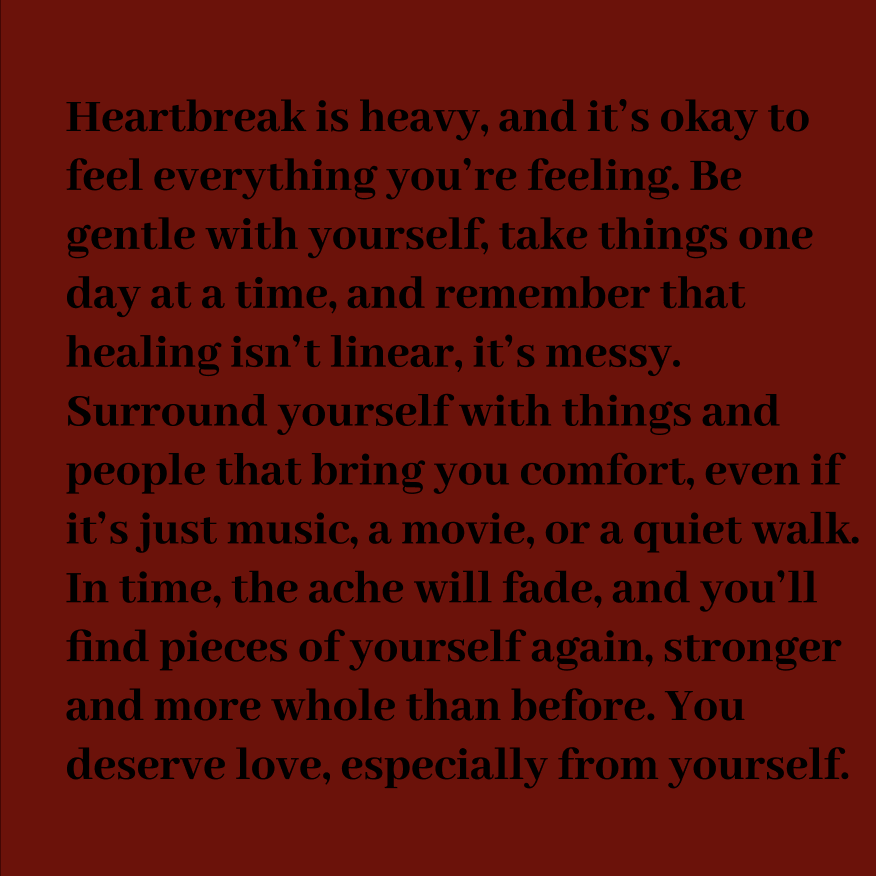 Heartbreak is heavy, and it’s okay to
feel everything you’re feeling. Be
gentle with yourself, take things one
day at a time, and remember that
healing isn’t linear, it’s messy.
Surround yourself with things and
people that bring you comfort, even if
it’s just music, a movie, or a quiet walk.
In time, the ache will fade, and you’ll
find pieces of yourself again, stronger
and more whole than before. You
deserve love, especially from yourself.